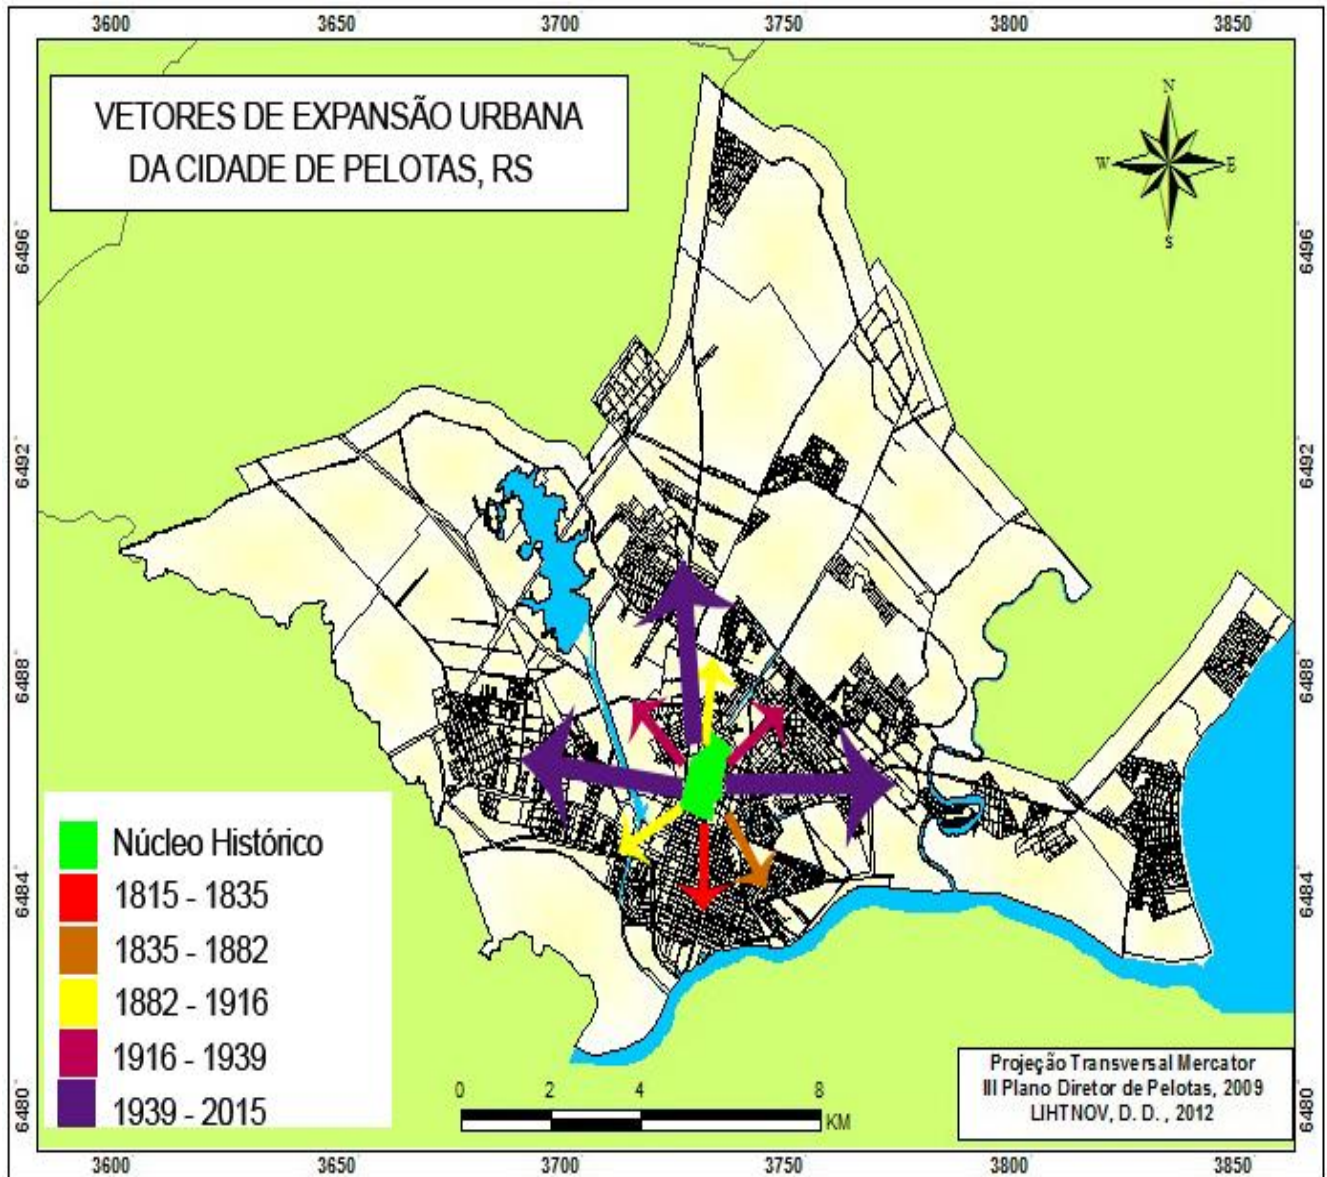 3600 3650 3700 3750 3800 3850
VETORES DE EXPANSÃO URBANA
DA CIDADE DE PELOTAS, RS
N
W E
S
6496 6496
6492 6492
6488 6488
6484 6484
6480 6480
Núcleo Histórico
1815 - 1835
1835 - 1882
1882 - 1916
1916 - 1939
1939 - 2015
0 2 4 8
KM
Projeção Transversal Mercator
III Plano Diretor de Pelotas, 2009
LIHTNOV, D. D. , 2012
3600 3650 3700 3750 3800 3850